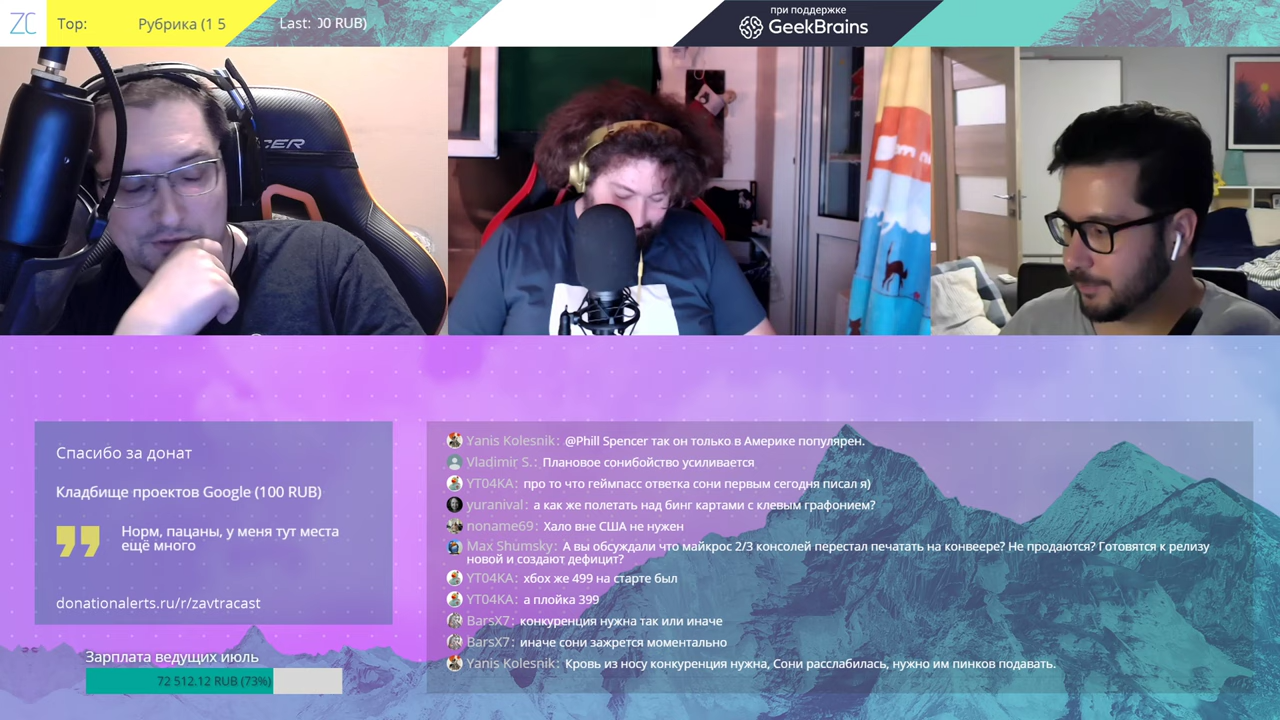 ZC
Top: Рубрика (1 5
Last: 00 RUB)
при поддержке
GeekBrains
CER
Спасибо за донат
Кладбище проектов Google (100 RUB)
Норм, пацаны, у меня тут места
ещё много
donationalerts.ru/r/zavtracast
Зарплата ведущих июль
72 512.12 RUB (73%)
Yanis Kolesnik: @Phill Spencer так он только в Америке популярен.
Vladimir S.: Плановое сонибойство усиливается
YT04KA: про то что геймпасс ответка сони первым сегодня писал я)
yuranival: а как же полетать над бинг картами с клевым графонием?
noname69: Хало вне США не нужен
Max Shumsky: А вы обсуждали что майкрос 2/3 консолей перестал печатать на конвеере? Не продаются? Готовятся к релизу
новой и создают дефицит?
YT04KA: хбох же 499 на старте был
YT04KA: а плойка 399
BarsX7: конкуренция нужна так или иначе
BarsX7: иначе сони зажрется моментально
Yanis Kolesnik: Кровь из носу конкуренция нужна, Сони расслабилась, нужно им пинков подавать.